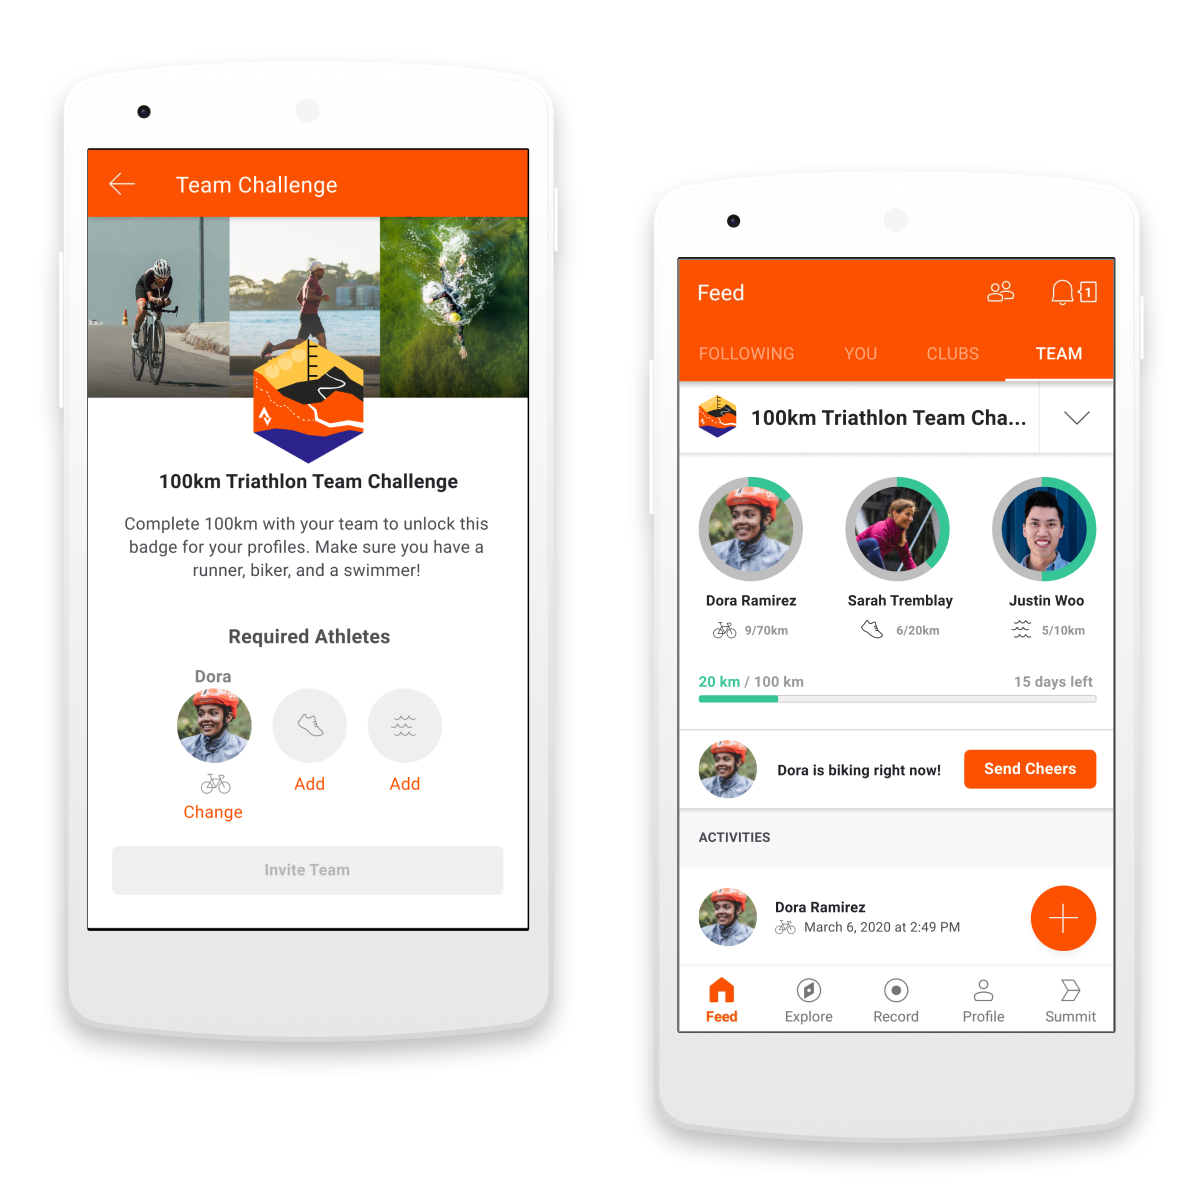 Team Challenge
100km Triathlon Team Challenge
Complete 100km with your team to unlock this
badge for your profiles. Make sure you have a
runner, biker, and a swimmer!
Required Athletes
Dora
Add
Add
Change
Invite Team
Feed
1
FOLLOWING
YOU
CLUBS
TEAM
100km Triathlon Team Cha...
Dora Ramirez
Sarah Tremblay
Justin Woo
9/70km
6/20km
5/10km
20 km / 100 km
15 days left
Dora is biking right now!
Send Cheers
ACTIVITIES
Dora Ramirez
March 6, 2020 at 2:49 PM
Feed
Explore
Record
Profile
Summit